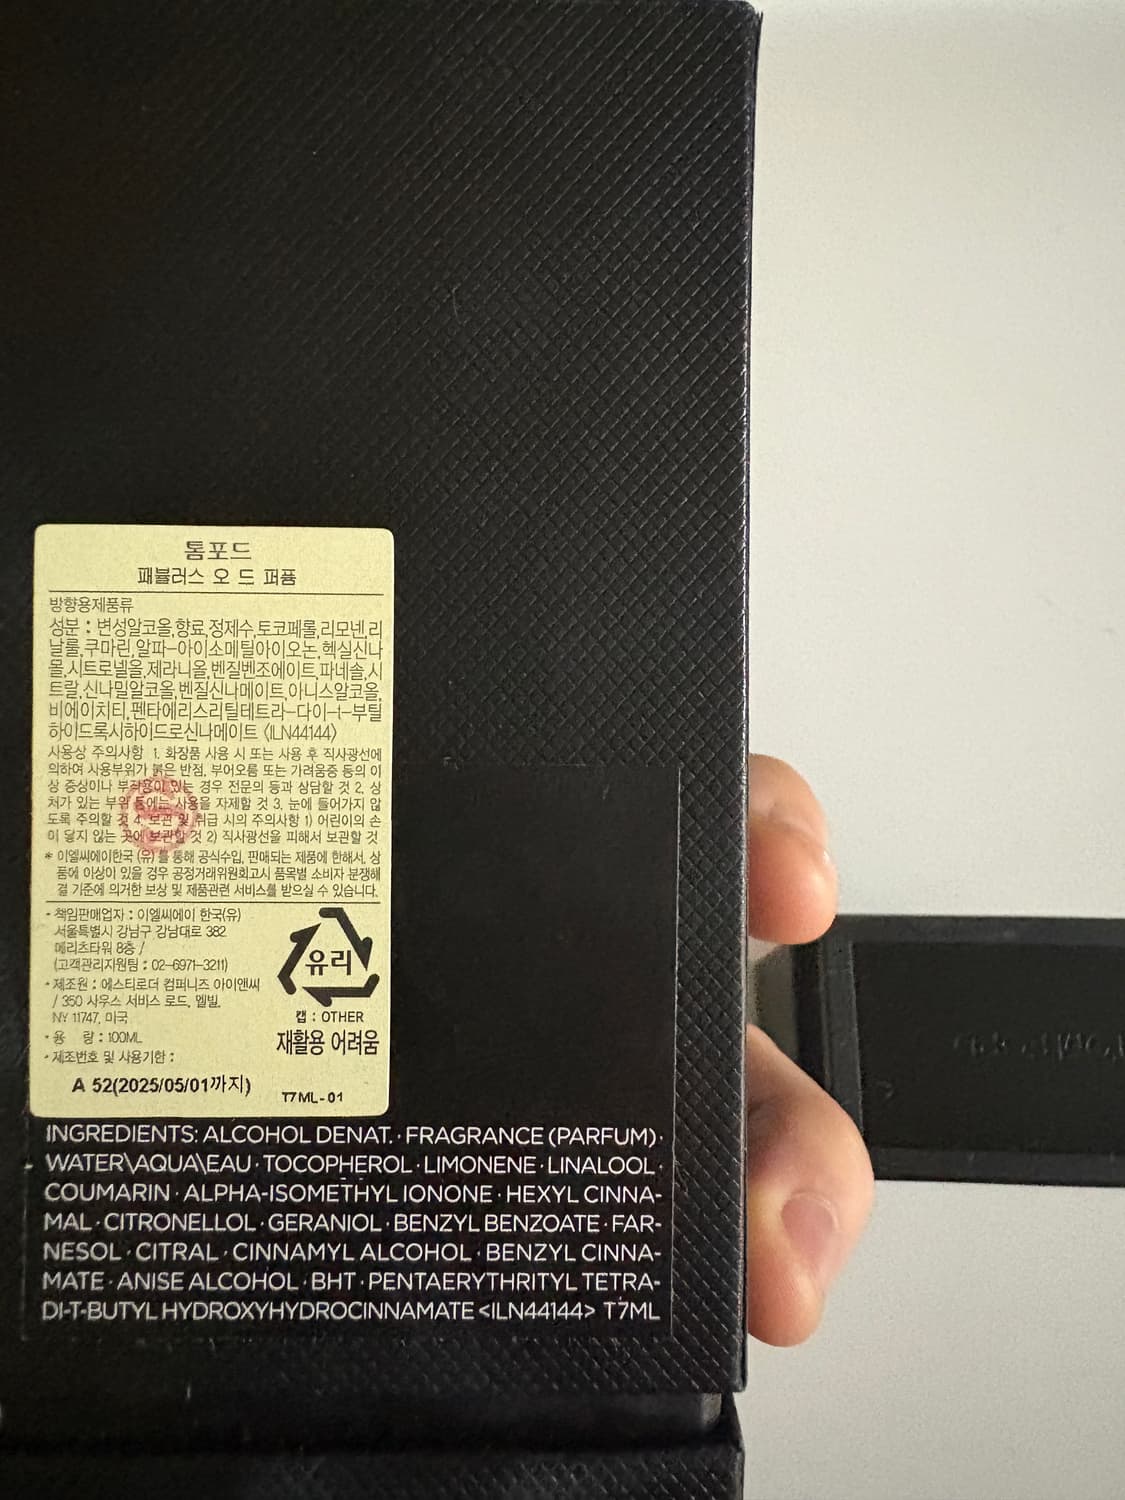 톰포드
패뷸러스 오 드 퍼퓸
방향용제품류
성분 : 변성알코올,향료,정제수,토코페롤,리모넨,리
날룰,쿠마린,알파-아이소메틸아이오논,헥실신나
몰,시트로넬올,제라니올,벤질벤조에이트,파네솔,시
트랄,신나밀알코올,벤질신나메이트,아니스알코올,
비에이치티,펜타에리스리틸테트라-다이-t-부틸
하이드록시하이드로신나메이트 <ILN44144>
사용상 주의사항 1. 화장품 사용 시 또는 사용 후 직사광선에
의하여 사용부위가 붉은 반점, 부어오름 또는 가려움증 등의 이
상 증상이나 부작용이 있는 경우 전문의 등과 상담할 것 2. 상
처가 있는 부위 등에는 사용을 자제할 것 3. 눈에 들어가지 않
도록 주의할 것 4. 보관 및 취급 시의 주의사항 1) 어린이의 손
이 닿지 않는 곳에 보관할 것 2) 직사광선을 피해서 보관할 것
* 이엘씨에이한국 (유)를 통해 공식수입, 판매되는 제품에 한해서, 상
품에 이상이 있을 경우 공정거래위원회고시 품목별 소비자 분쟁해
결 기준에 의거한 보상 및 제품관련 서비스를 받으실 수 있습니다.
• 책임판매업자 : 이엘씨에이 한국(유)
서울특별시 강남구 강남대로 382
메리츠타워 8층 /
(고객관리지원팀 : 02-6971-3211)
• 제조원 : 에스티로더 컴퍼니즈 아이앤씨
/ 350 사우스 서비스 로드, 멜빌,
NY 11747, 미국
• 용 량 : 100ML
• 제조번호 및 사용기한 :
A 52(2025/05/01까지)
유리
캡 : OTHER
재활용 어려움
T7ML-01
INGREDIENTS: ALCOHOL DENAT. · FRAGRANCE (PARFUM) ·
WATER\AQUA\EAU · TOCOPHEROL · LIMONENE · LINALOOL ·
COUMARIN · ALPHA-ISOMETHYL IONONE · HEXYL CINNA-
MAL · CITRONELLOL · GERANIOL · BENZYL BENZOATE · FAR-
NESOL · CITRAL · CINNAMYL ALCOHOL · BENZYL CINNA-
MATE · ANISE ALCOHOL · BHT · PENTAERYTHRITYL TETRA-
DI-T-BUTYL HYDROXYHYDROCINNAMATE <ILN44144> T7ML